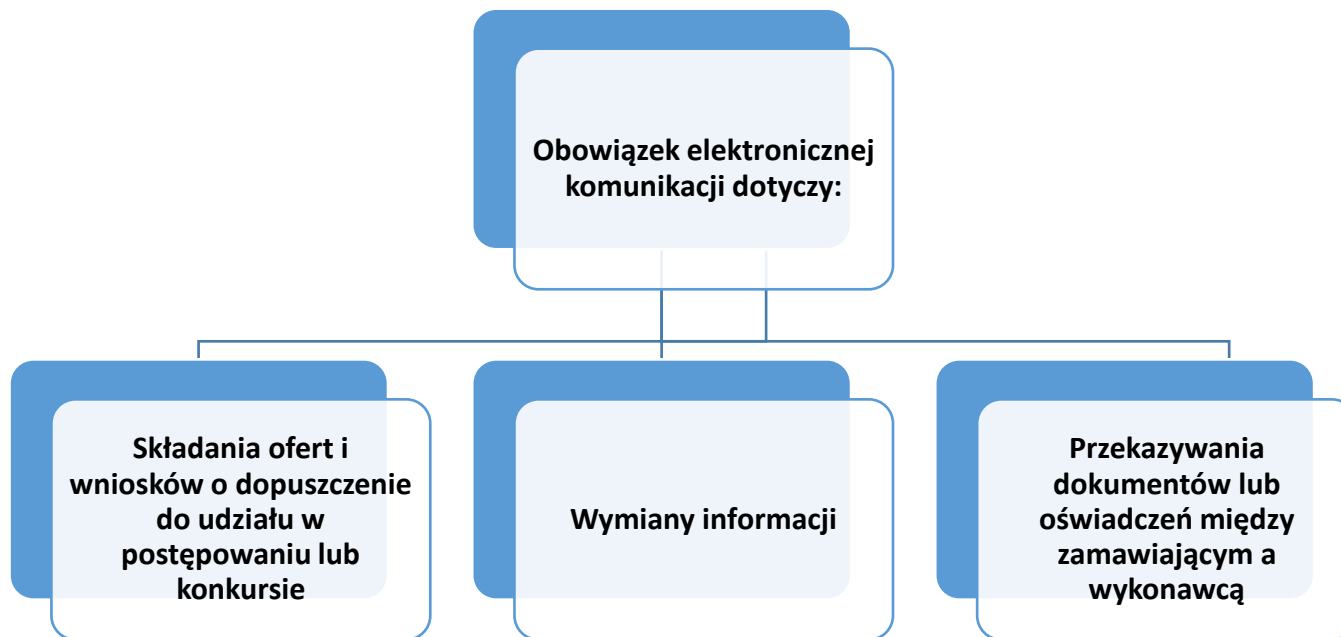 Obowiązek elektronicznej
komunikacji dotyczy:
Składania ofert i
wniosków o dopuszczenie
do udziału w
postępowaniu lub
konkursie
Wymiany informacji
Przekazywania
dokumentów lub
oświadczeń między
zamawiającym a
wykonawcą